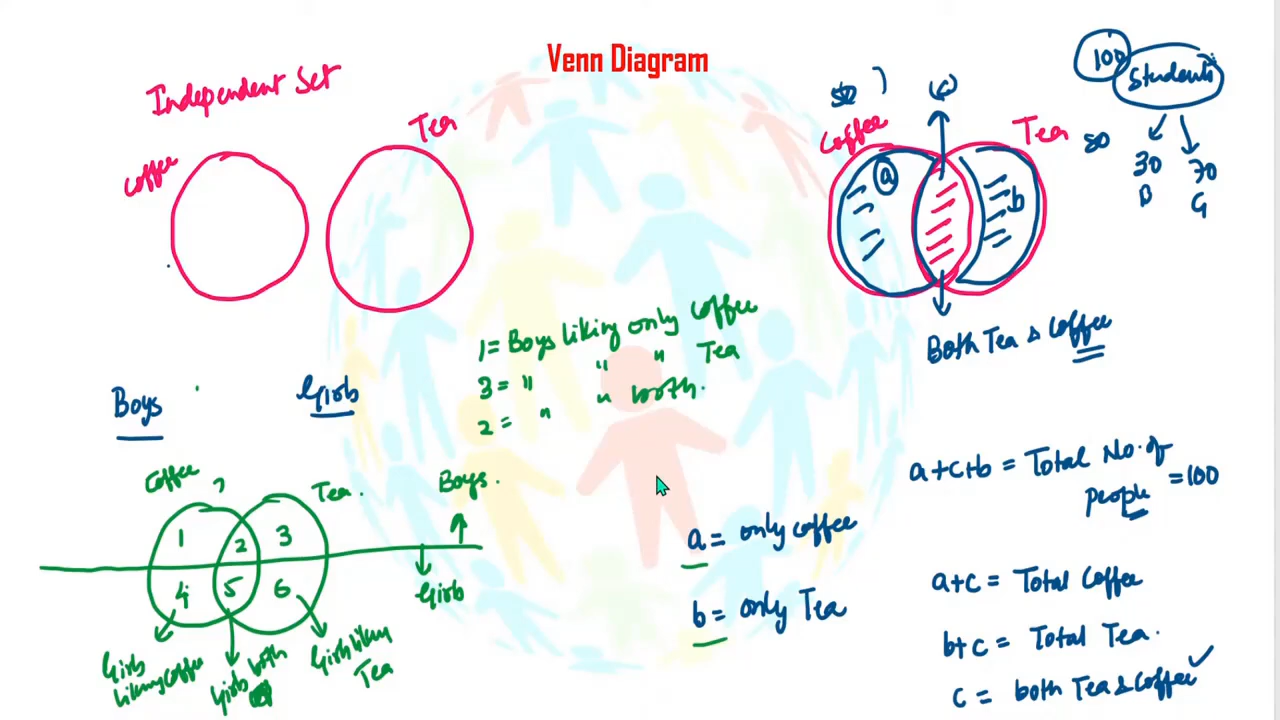 Venn Diagram
Independent Set
Coffee
Tea
Coffee
Tea
a
b
(c)
Both Tea & Coffee
100
Students
80
30
B
70
G
1 = Boys liking only coffee
3 = " " " Tea
2 = " " both.
Boys
Girls
Coffee
Tea.
Boys.
Girls
1
2
3
4
5
6
Girls
liking coffee
Girls both
Girls liking
Tea
a = only coffee
b = only Tea
a+c+b = Total No. of
People = 100
a+c = Total Coffee
b+c = Total Tea.
c = both Tea & Coffee